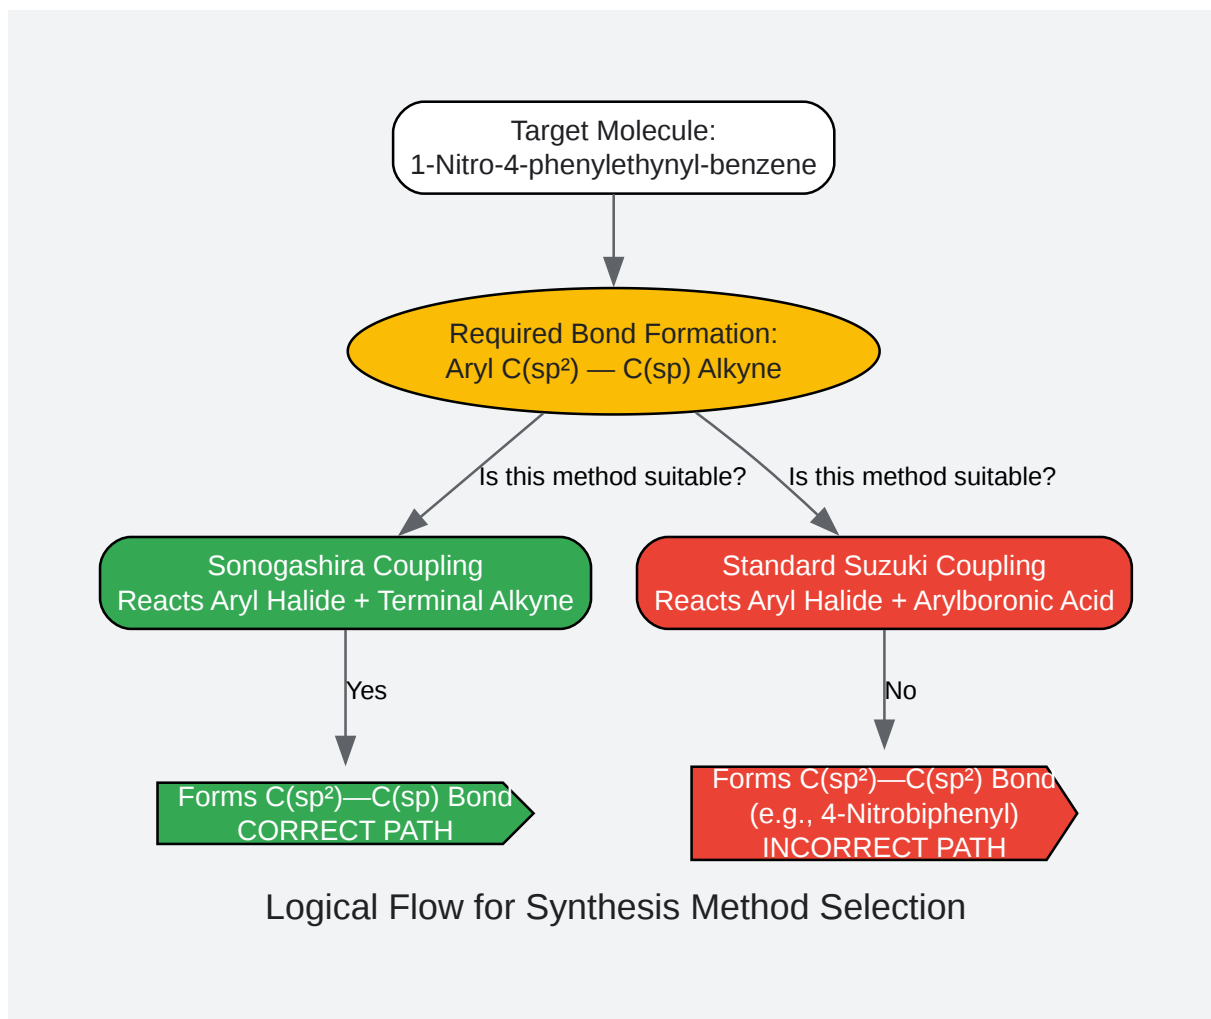 Target Molecule:
1-Nitro-4-phenylethynyl-benzene
Required Bond Formation:
Aryl C(sp²) — C(sp) Alkyne
Is this method suitable?
Is this method suitable?
Sonogashira Coupling
Reacts Aryl Halide + Terminal Alkyne
Standard Suzuki Coupling
Reacts Aryl Halide + Arylboronic Acid
Yes
No
Forms C(sp²)—C(sp) Bond
CORRECT PATH
Forms C(sp²)—C(sp²) Bond
(e.g., 4-Nitrobiphenyl)
INCORRECT PATH
Logical Flow for Synthesis Method Selection